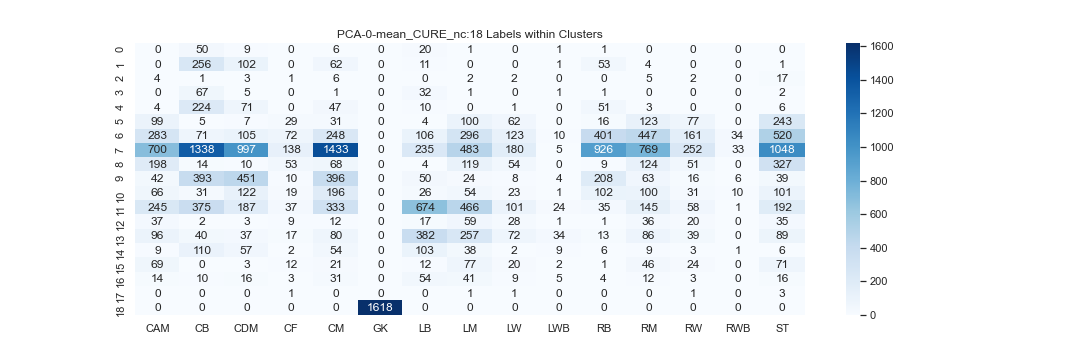 PCA-0-mean_CURE_nc:18 Labels within Clusters
0 0 50 9 0 6 0 20 1 0 1 1 0 0 0 0
1 0 256 102 0 62 0 11 0 0 1 53 4 0 0 1
2 4 1 3 1 6 0 0 2 2 0 0 5 2 0 17
3 0 67 5 0 1 0 32 1 0 1 1 0 0 0 2
4 4 224 71 0 47 0 10 0 1 0 51 3 0 0 6
5 99 5 7 29 31 0 4 100 62 0 16 123 77 0 243
6 283 71 105 72 248 0 106 296 123 10 401 447 161 34 520
7 700 1338 997 138 1433 0 235 483 180 5 926 769 252 33 1048
8 198 14 10 53 68 0 4 119 54 0 9 124 51 0 327
9 42 393 451 10 396 0 50 24 8 4 208 63 16 6 39
10 66 31 122 19 196 0 26 54 23 1 102 100 31 10 101
11 245 375 187 37 333 0 674 466 101 24 35 145 58 1 192
12 37 2 3 9 12 0 17 59 28 1 1 36 20 0 35
13 96 40 37 17 80 0 382 257 72 34 13 86 39 0 89
14 9 110 57 2 54 0 103 38 2 9 6 9 3 1 6
15 69 0 3 12 21 0 12 77 20 2 1 46 24 0 71
16 14 10 16 3 31 0 54 41 9 5 4 12 3 0 16
17 0 0 0 1 0 0 0 1 1 0 0 0 1 0 3
18 0 0 0 0 0 1618 0 0 0 0 0 0 0 0 0
CAM CB CDM CF CM GK LB LM LW LWB RB RM RW RWB ST
1600
1400
1200
1000
800
600
400
200
0